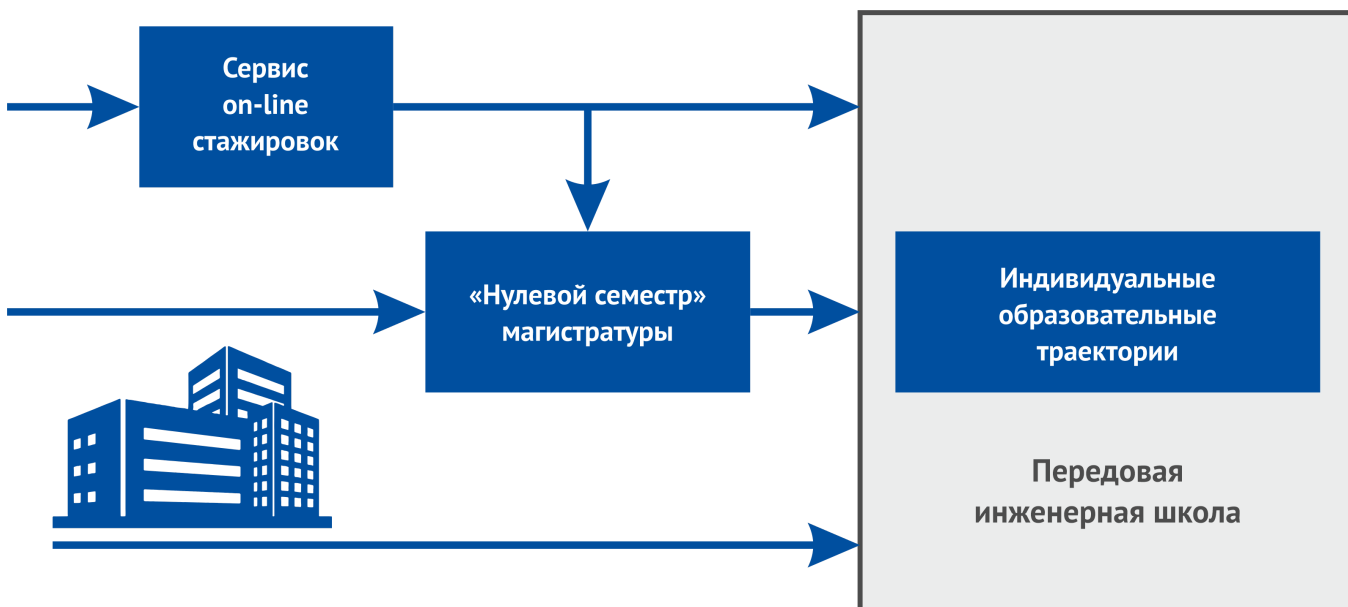 Сервис
on-line
стажировок
«Нулевой семестр»
магистратуры
Индивидуальные
образовательные
траектории
Передовая
инженерная школа